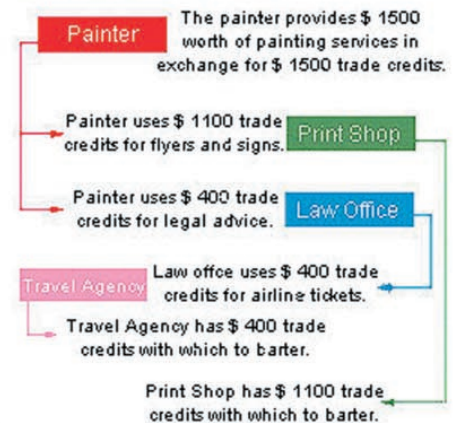 Painter
The painter provides $ 1500
worth of painting services in
exchange for $ 1500 trade credits.
Painter uses $ 1100 trade
credits for flyers and signs.
Print Shop
Painter uses $ 400 trade
credits for legal advice.
Law Office
Travel Agency
Law offce uses $ 400 trade
credits for airline tickets.
Travel Agency has $ 400 trade
credits with which to barter.
Print Shop has $ 1100 trade
credits with which to barter.